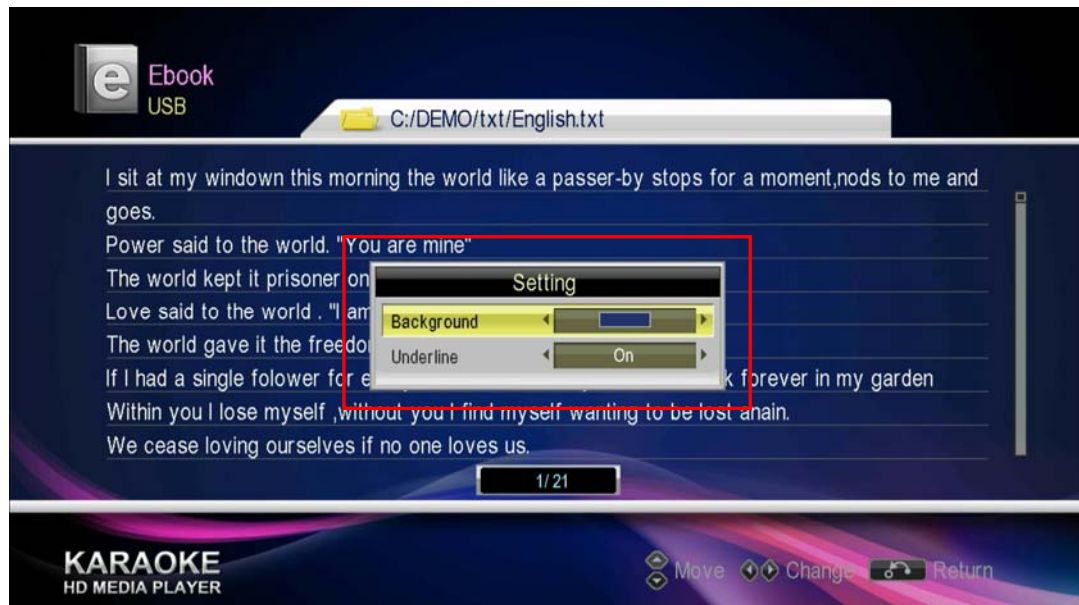 e
Ebook
USB
C:/DEMO/txt/English.txt
I sit at my windown this morning the world like a passer-by stops for a moment,nods to me and
goes.
Power said to the world. "You are mine"
The world kept it prisoner on
Love said to the world . "I am
The world gave it the freedo
If I had a single folower for e k forever in my garden
Within you I lose myself ,without you I find myself wanting to be lost anain.
We cease loving ourselves if no one loves us.
Setting
Background
Underline On
1/21
KARAOKE
HD MEDIA PLAYER
Move Change Return